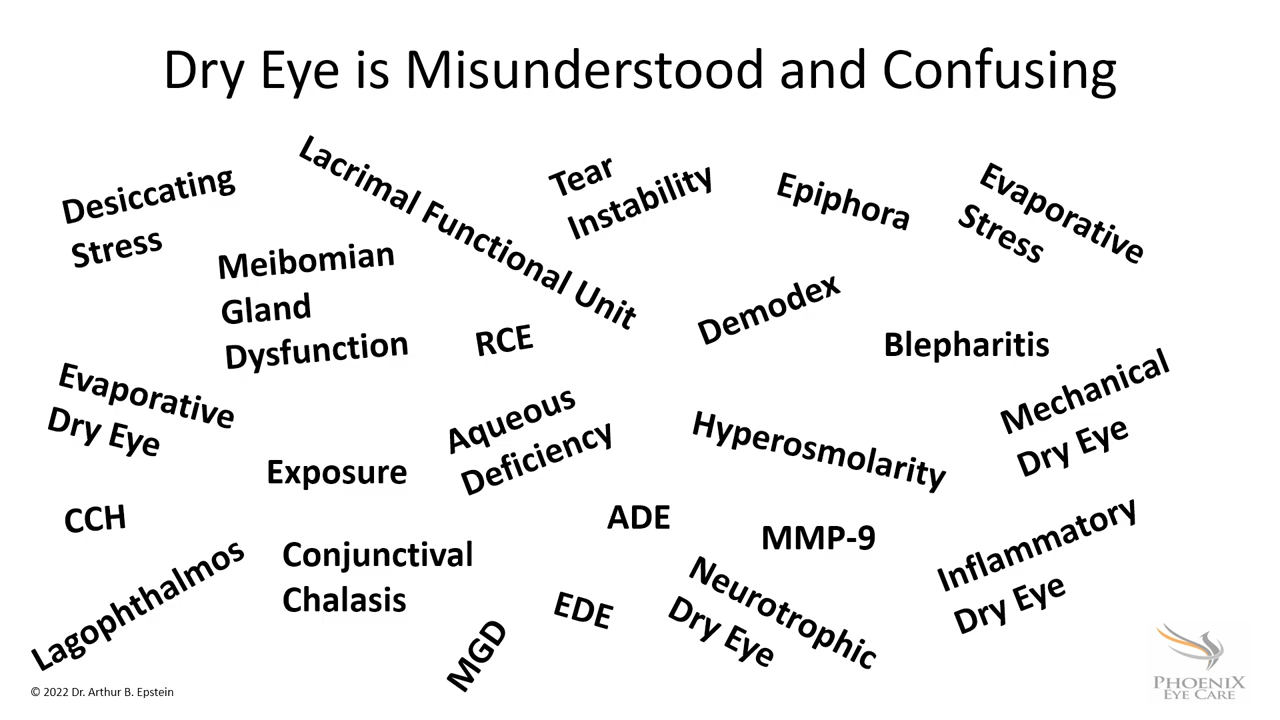 Dry Eye is Misunderstood and Confusing
Desiccating
Stress
Lacrimal Functional Unit
Tear
Instability
Epiphora
Evaporative
Stress
Meibomian
Gland
Dysfunction
RCE
Demodex
Blepharitis
Evaporative
Dry Eye
Exposure
Aqueous
Deficiency
Hyperosmolarity
Mechanical
Dry Eye
CCH
Conjunctival
Chalasis
ADE
MMP-9
Inflammatory
Dry Eye
Lagophthalmos
MGD
EDE
Neurotrophic
Dry Eye
© 2022 Dr. Arthur B. Epstein
PHOENIX
EYE CARE